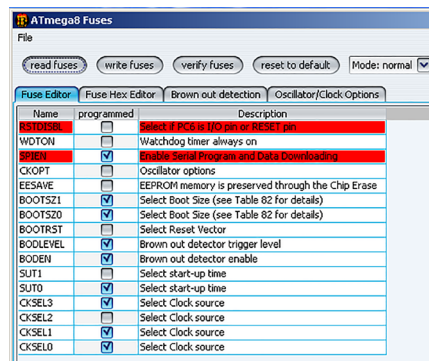 ATmega8 Fuses
File
read fuses write fuses verify fuses reset to default Mode: normal
Fuse Editor Fuse Hex Editor Brown out detection Oscillator/Clock Options
Name programmed Description
RSTDISBL Select if PC6 is I/O pin or RESET pin
WDTON Watchdog timer always on
SPIEN Enable Serial Program and Data Downloading
CKOPT Oscillator options
EESAVE EEPROM memory is preserved through the Chip Erase
BOOTSZ1 Select Boot Size (see Table 82 for details)
BOOTSZ0 Select Boot Size (see Table 82 for details)
BOOTRST Select Reset Vector
BODLEVEL Brown out detector trigger level
BODEN Brown out detector enable
SUT1 Select start-up time
SUT0 Select start-up time
CKSEL3 Select Clock source
CKSEL2 Select Clock source
CKSEL1 Select Clock source
CKSEL0 Select Clock source